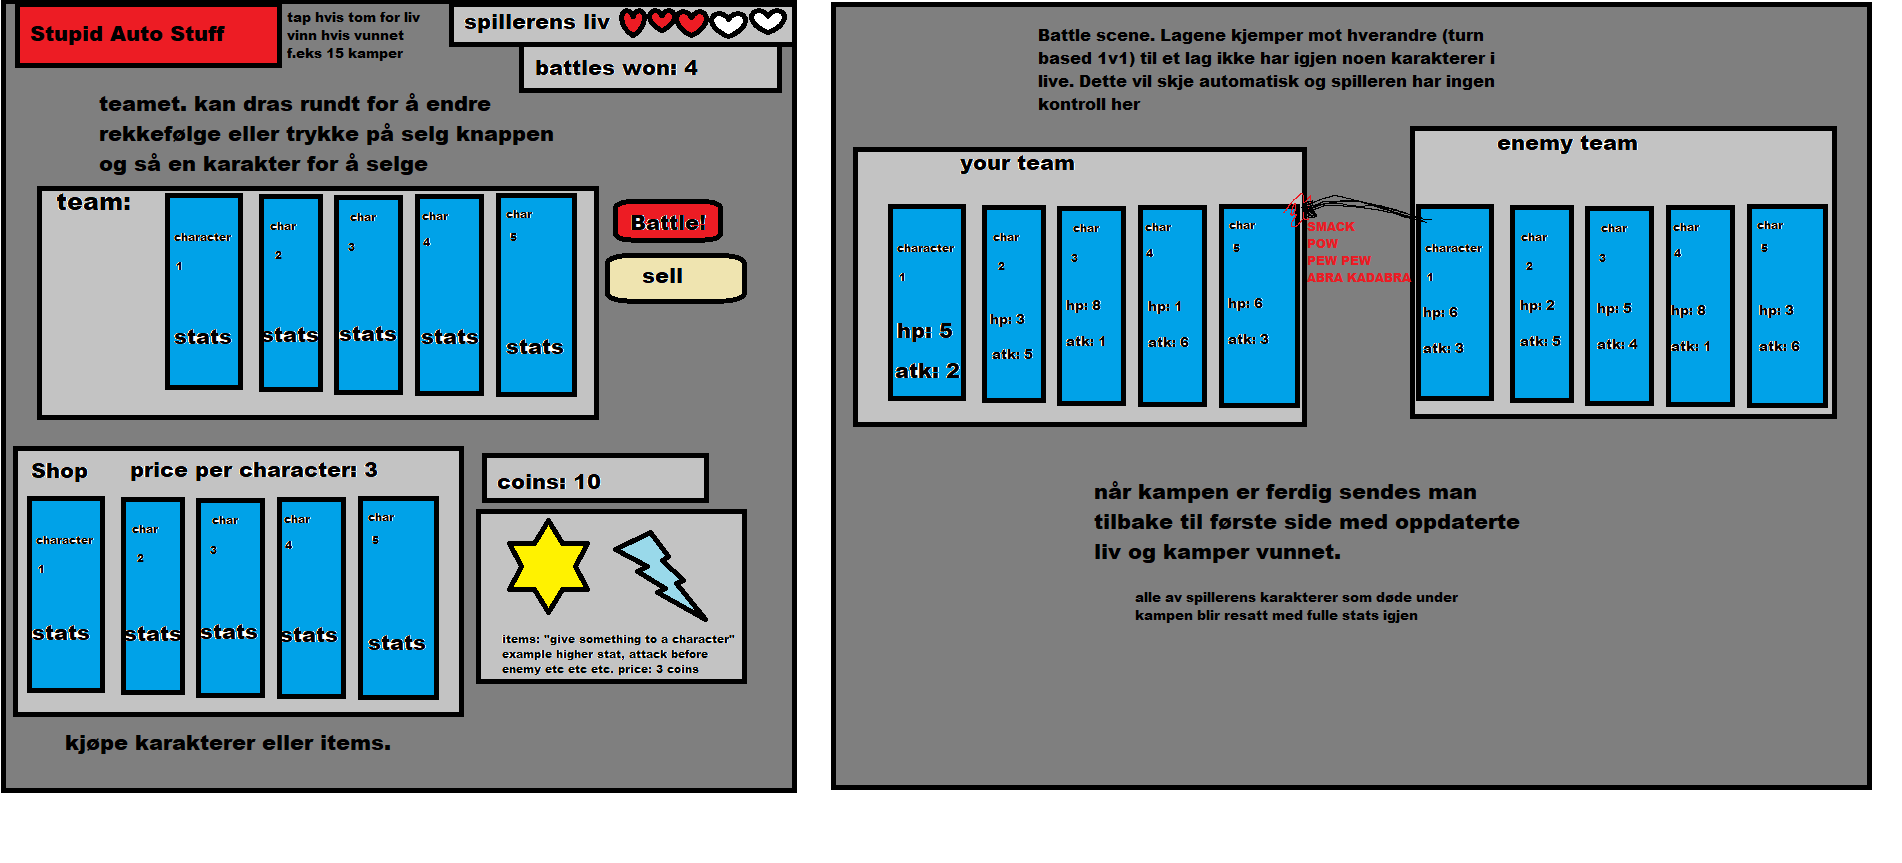 Stupid Auto Stuff
tap hvis tom for liv
vinn hvis vunnet
f.eks 15 kamper
spillerens liv
battles won: 4
teamet. kan dras rundt for å endre
rekkefølge eller trykke på selg knappen
og så en karakter for å selge
team:
character
1
stats
char
2
stats
char
3
stats
char
4
stats
char
5
stats
Battle!
sell
Shop
price per character: 3
character
1
stats
char
2
stats
char
3
stats
char
4
stats
char
5
stats
coins: 10
items: "give something to a character"
example higher stat, attack before
enemy etc etc etc. price: 3 coins
kjøpe karakterer eller items.
Battle scene. Lagene kjemper mot hverandre (turn
based 1v1) til et lag ikke har igjen noen karakterer i
live. Dette vil skje automatisk og spilleren har ingen
kontroll her
your team
character
1
hp: 5
atk: 2
char
2
hp: 3
atk: 5
char
3
hp: 8
atk: 1
char
4
hp: 1
atk: 6
char
5
hp: 6
atk: 3
SMACK
POW
PEW PEW
ABRA KADABRA
enemy team
character
1
hp: 6
atk: 3
char
2
hp: 2
atk: 5
char
3
hp: 5
atk: 4
char
4
hp: 8
atk: 1
char
5
hp: 3
atk: 6
når kampen er ferdig sendes man
tilbake til første side med oppdaterte
liv og kamper vunnet.
alle av spillerens karakterer som døde under
kampen blir resatt med fulle stats igjen